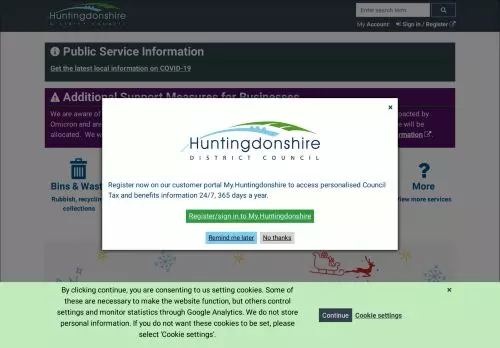 Huntingdonshire
DISTRICT COUNCIL
Enter search term
My Account
Sign in / Register
Public Service Information
Get the latest local information on COVID-19
Additional Support Measures for Businesses
We are aware of
pacted by
Omicron and are
e will be
allocated. We w
ormation
×
Huntingdonshire
DISTRICT COUNCIL
Register now on our customer portal My.Huntingdonshire to access personalised Council
Tax and benefits information 24/7, 365 days a year.
Register/sign in to My.Huntingdonshire
Remind me later
No thanks
Bins & Wast
Rubbish, recycling
collections
?
More
View more services
By clicking continue, you are consenting to us setting cookies. Some of
these are necessary to make the website function, but others control
settings and monitor statistics through Google Analytics. We do not store
personal information. If you do not want these cookies to be set, please
select 'Cookie settings'.
Continue
Cookie settings
×